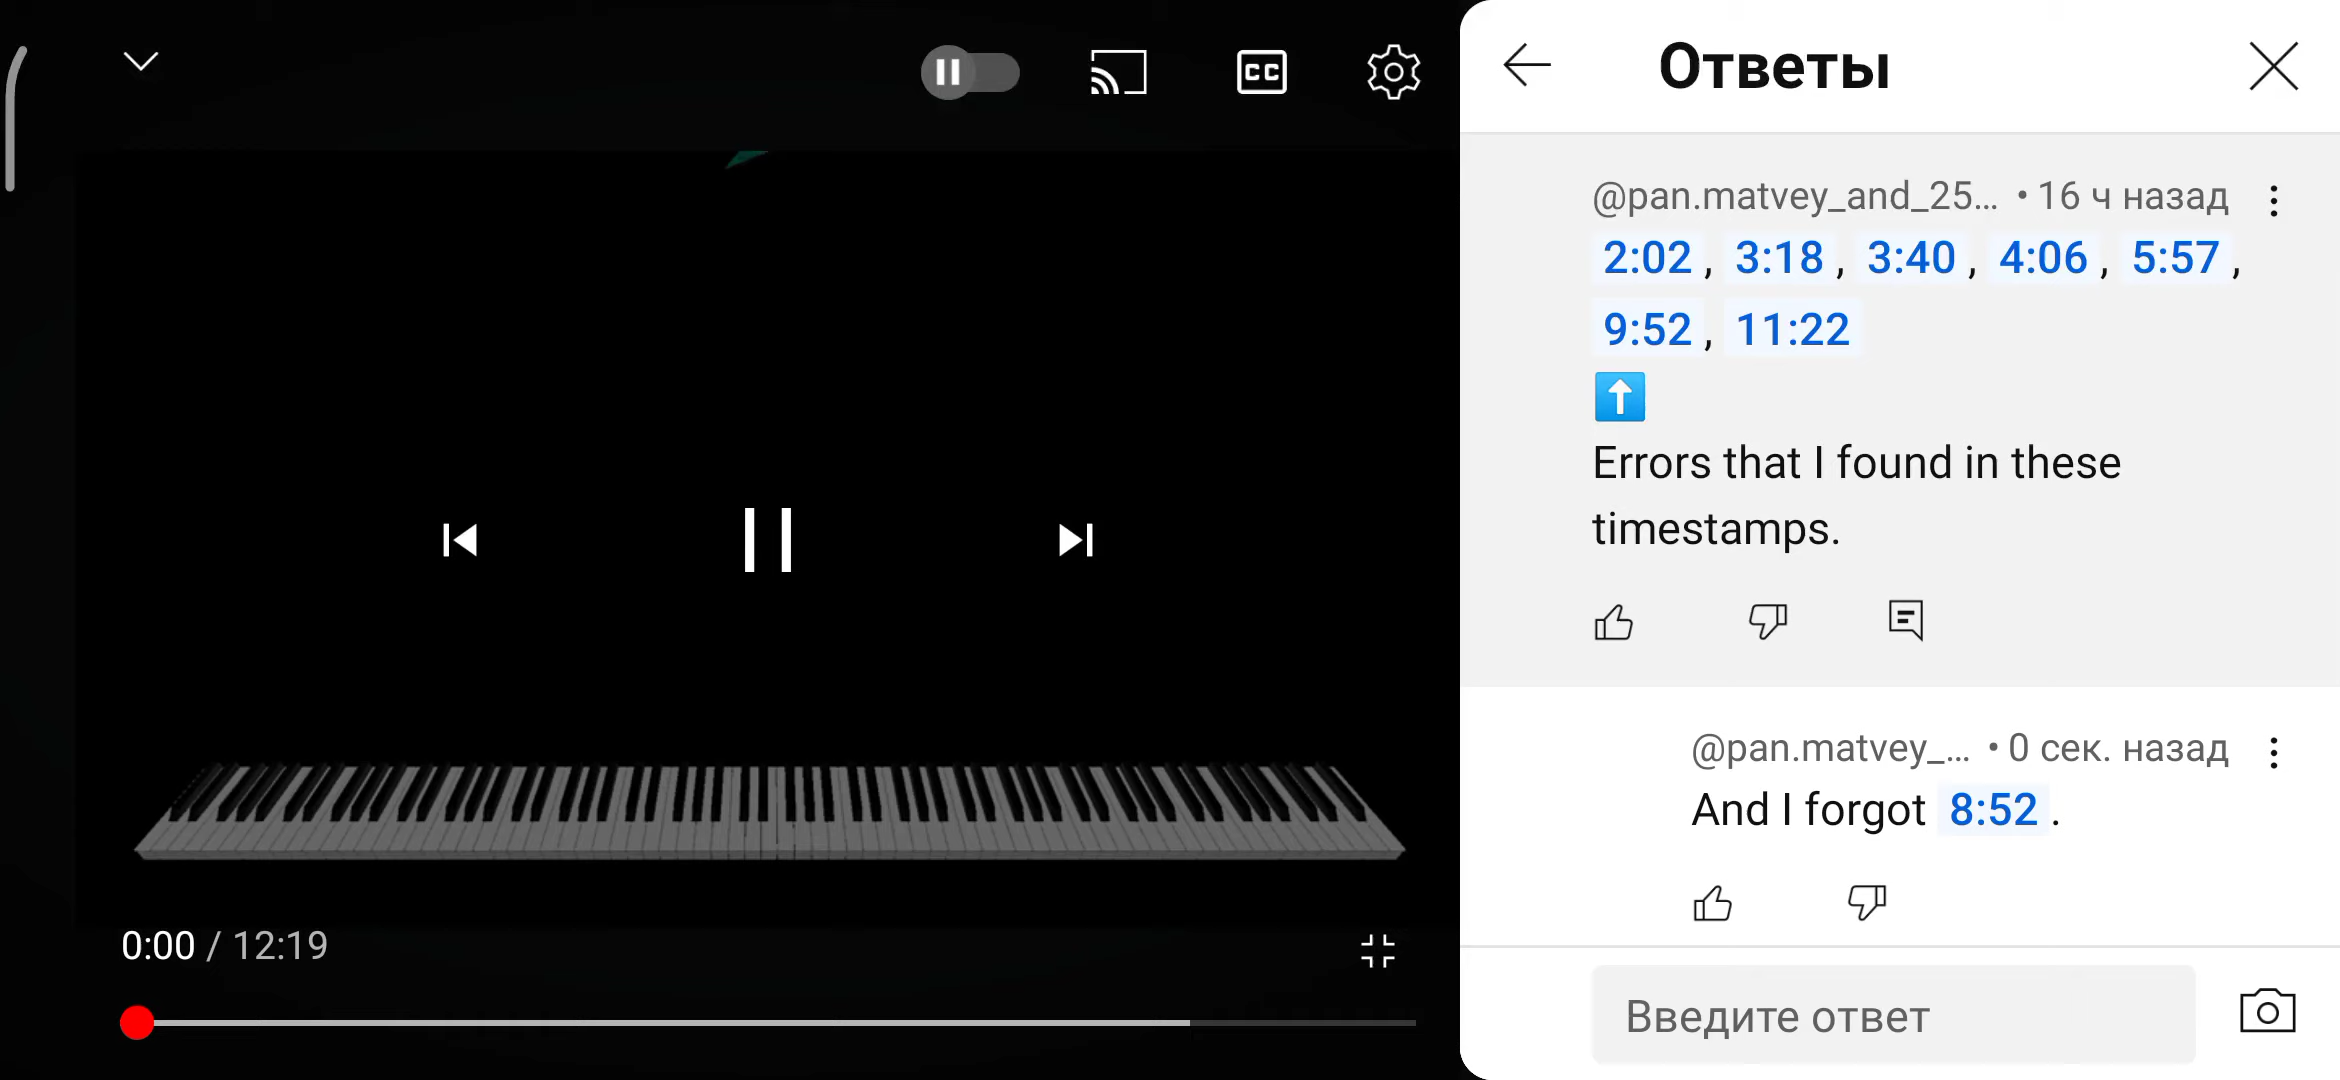 CC
Ответы
@pan.matvey_and_25... • 16 ч назад
2:02, 3:18, 3:40, 4:06, 5:57,
9:52, 11:22
⬆️
Errors that I found in these
timestamps.
@pan.matvey_... • 0 сек. назад
And I forgot 8:52.
0:00 / 12:19
Введите ответ